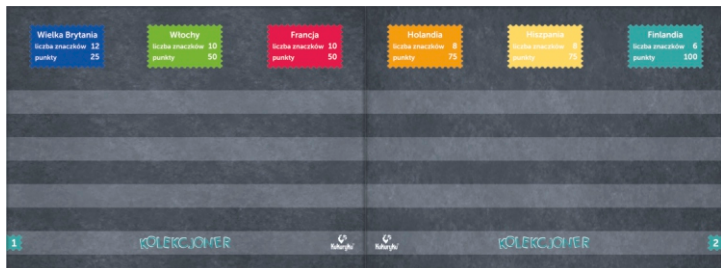 Wielka Brytania
liczba znaczków 12
punkty 25
Włochy
liczba znaczków 10
punkty 50
Francja
liczba znaczków 10
punkty 50
Holandia
liczba znaczków 8
punkty 75
Hiszpania
liczba znaczków 8
punkty 75
Finlandia
liczba znaczków 6
punkty 100
1
KOLEKCJONER
Kukuryku
Kukuryku
KOLEKCJONER
2